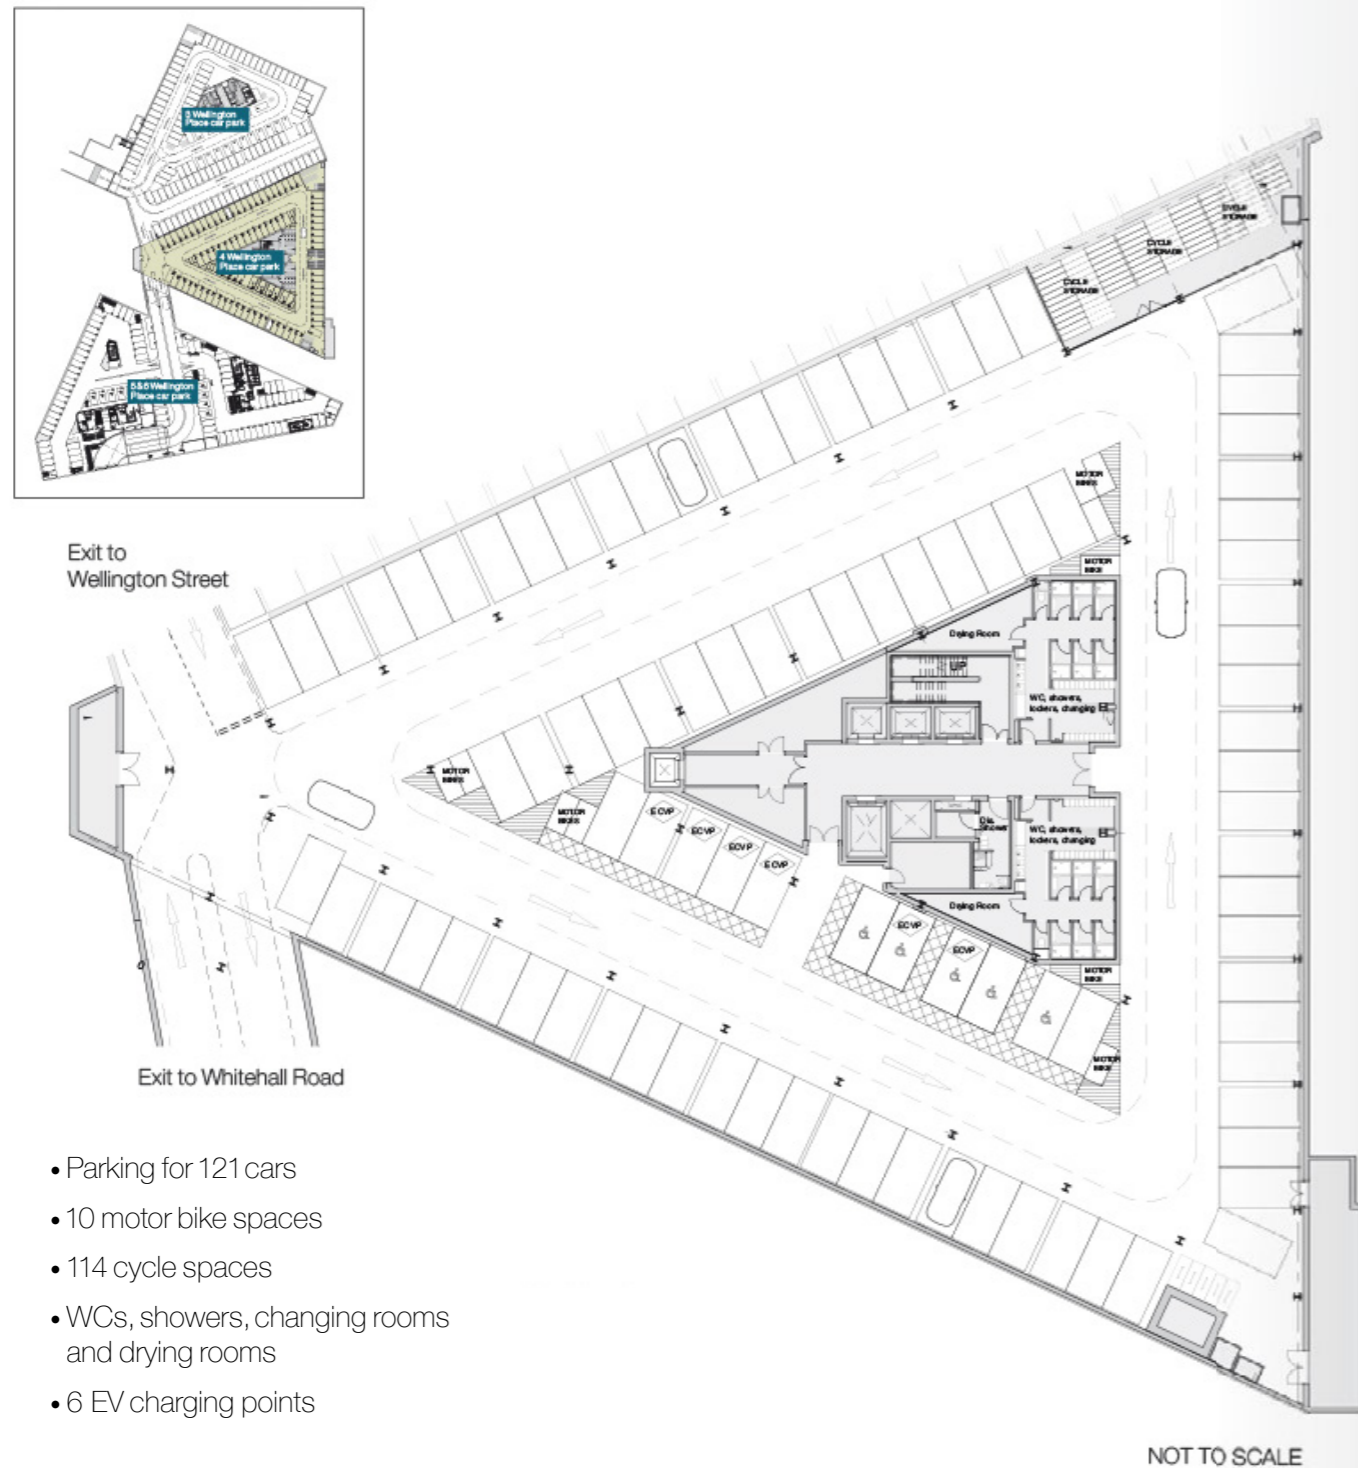 3 Wellington
Place car park
4 Wellington
Place car park
5&6 Wellington
Place car park
Exit to
Wellington Street
CYCLE
STORAGE
CYCLE
STORAGE
CYCLE
STORAGE
MOTOR
BIKES
MOTOR
BIKE
Drying Room
UP
WC, showers,
lockers, changing
MOTOR
BIKES
MOTOR
BIKES
ECVP
ECVP
ECVP
ECVP
Dis.
Shower
WC, showers,
lockers, changing
Drying Room
ECVP
ECVP
MOTOR
BIKE
MOTOR
BIKE
Exit to Whitehall Road
• Parking for 121 cars
• 10 motor bike spaces
• 114 cycle spaces
• WCs, showers, changing rooms
and drying rooms
• 6 EV charging points
NOT TO SCALE